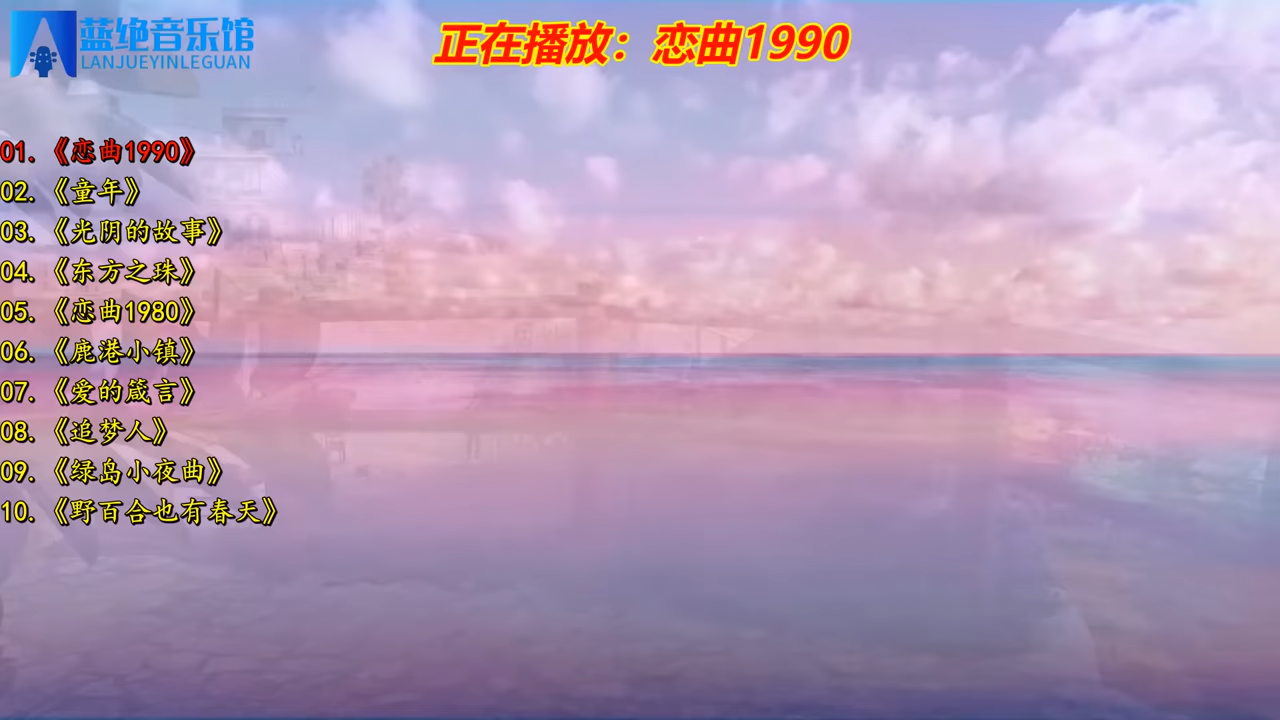 蓝绝音乐馆
LANJUEYINLEGUAN
正在播放：恋曲1990
01.《恋曲1990》
02.《童年》
03.《光阴的故事》
04.《东方之珠》
05.《恋曲1980》
06.《鹿港小镇》
07.《爱的箴言》
08.《追梦人》
09.《绿岛小夜曲》
10.《野百合也有春天》